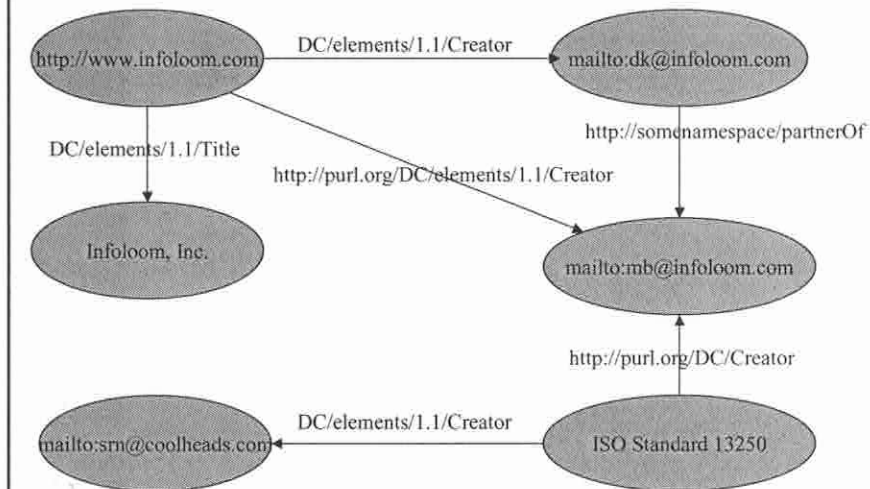 DC/elements/1.1/Creator
http://www.infoloom.com
mailto:dk@infoloom.com
http://somenamespace/partnerOf
DC/elements/1.1/Title
http://purl.org/DC/elements/1.1/Creator
Infoloom, Inc.
mailto:mb@infoloom.com
http://purl.org/DC/Creator
DC/elements/1.1/Creator
mailto:srn@coolheads.com
ISO Standard 13250